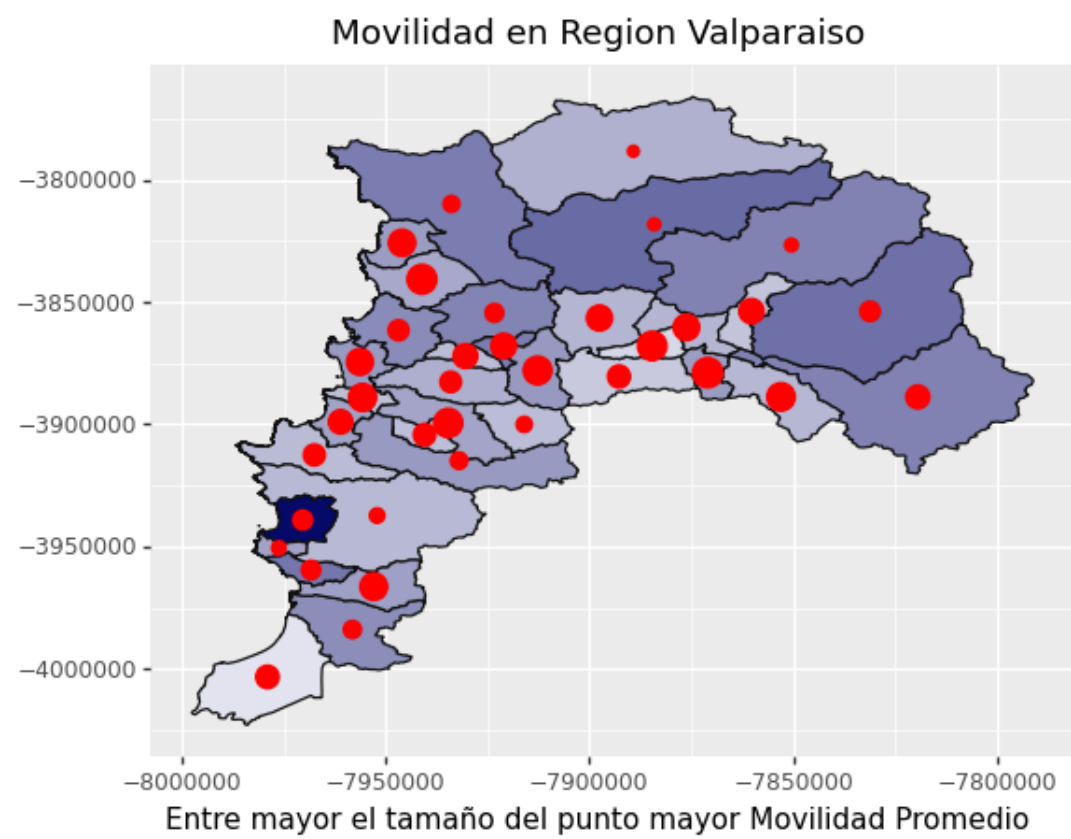 Movilidad en Region Valparaiso
−3800000
−3850000
−3900000
−3950000
−4000000
−8000000 −7950000 −7900000 −7850000 −7800000
Entre mayor el tamaño del punto mayor Movilidad Promedio